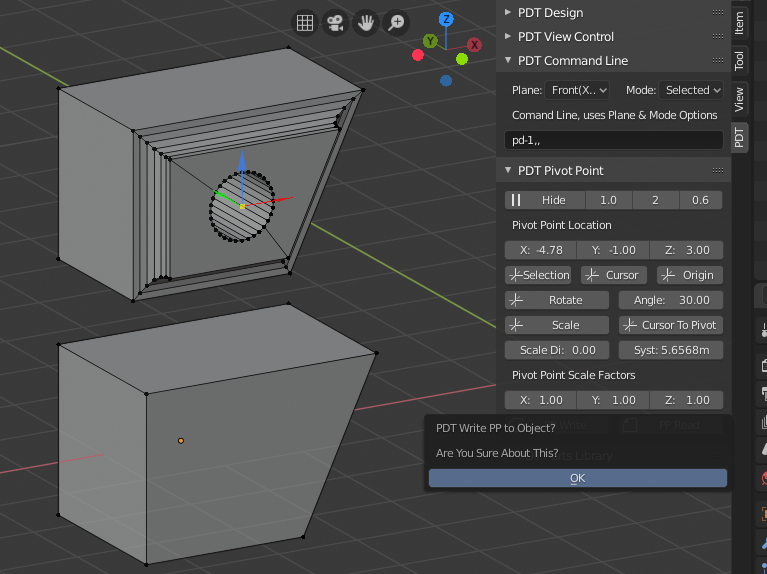 Z
Y
X
PDT Design
PDT View Control
PDT Command Line
Plane: Front(X.. Mode: Selected
Comand Line, uses Plane & Mode Options
pd-1,,
PDT Pivot Point
Hide 1.0 2 0.6
Pivot Point Location
X: -4.78 Y: -1.00 Z: 3.00
Selection Cursor Origin
Rotate Angle: 30.00
Scale Cursor To Pivot
Scale Di: 0.00 Syst: 5.6568m
Pivot Point Scale Factors
X: 1.00 Y: 1.00 Z: 1.00
PDT Write PP to Object?
Are You Sure About This?
OK
Item
Tool
View
PDT